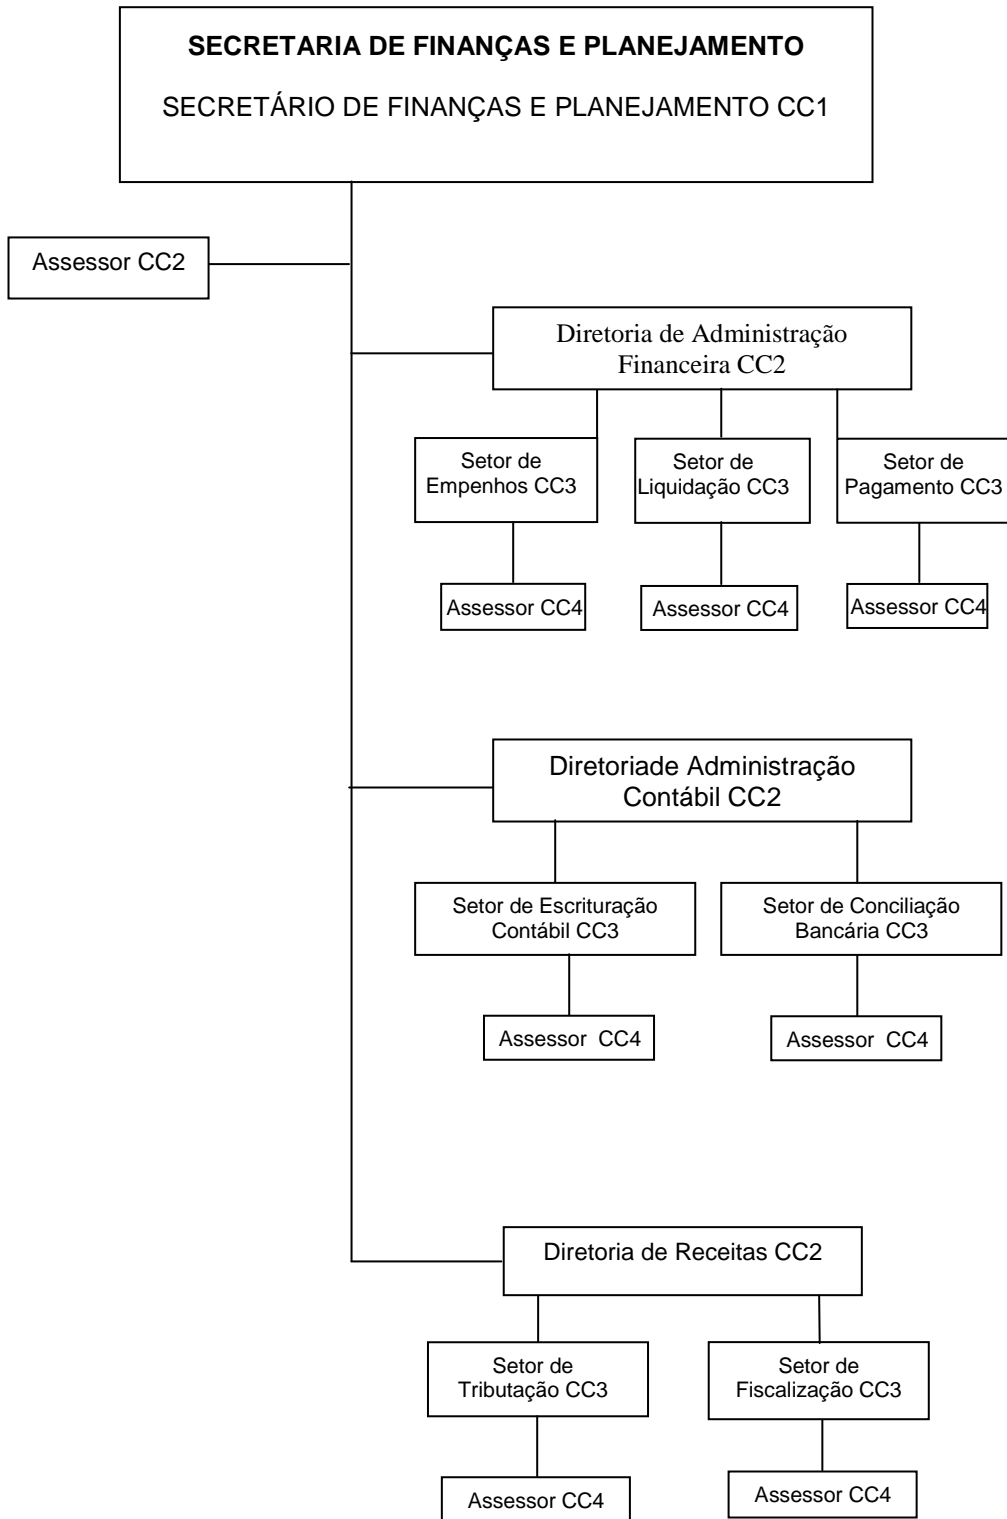 SECRETARIA DE FINANÇAS E PLANEJAMENTO
SECRETÁRIO DE FINANÇAS E PLANEJAMENTO CC1
Assessor CC2
Diretoria de Administração
Financeira CC2
Setor de
Empenhos CC3
Setor de
Liquidação CC3
Setor de
Pagamento CC3
Assessor CC4
Assessor CC4
Assessor CC4
Diretoriade Administração
Contábil CC2
Setor de Escrituração
Contábil CC3
Setor de Conciliação
Bancária CC3
Assessor  CC4
Assessor  CC4
Diretoria de Receitas CC2
Setor de
Tributação CC3
Setor de
Fiscalização CC3
Assessor CC4
Assessor CC4